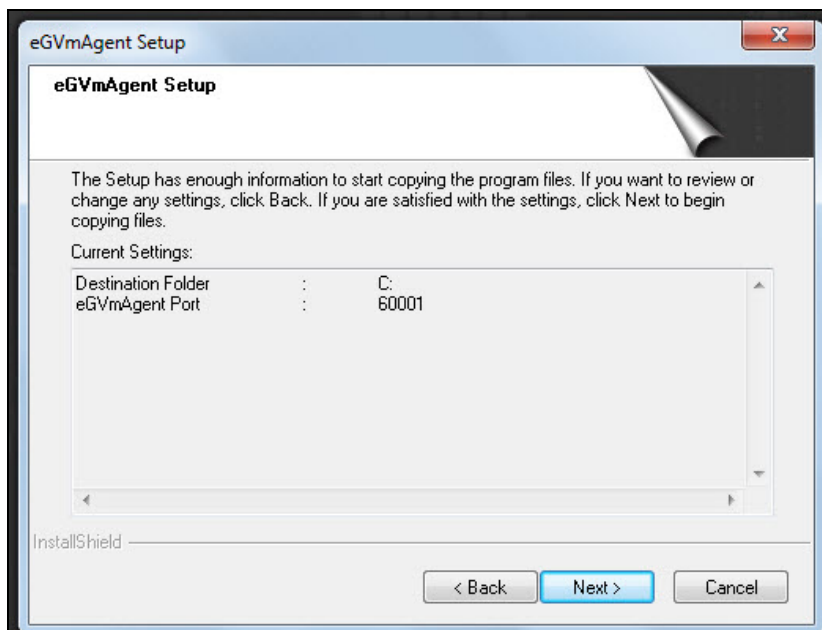 eGVmAgent Setup
eGVmAgent Setup
The Setup has enough information to start copying the program files. If you want to review or
change any settings, click Back. If you are satisfied with the settings, click Next to begin
copying files.
Current Settings:
Destination Folder : C:
eGVmAgent Port : 60001
InstallShield
< Back Next > Cancel